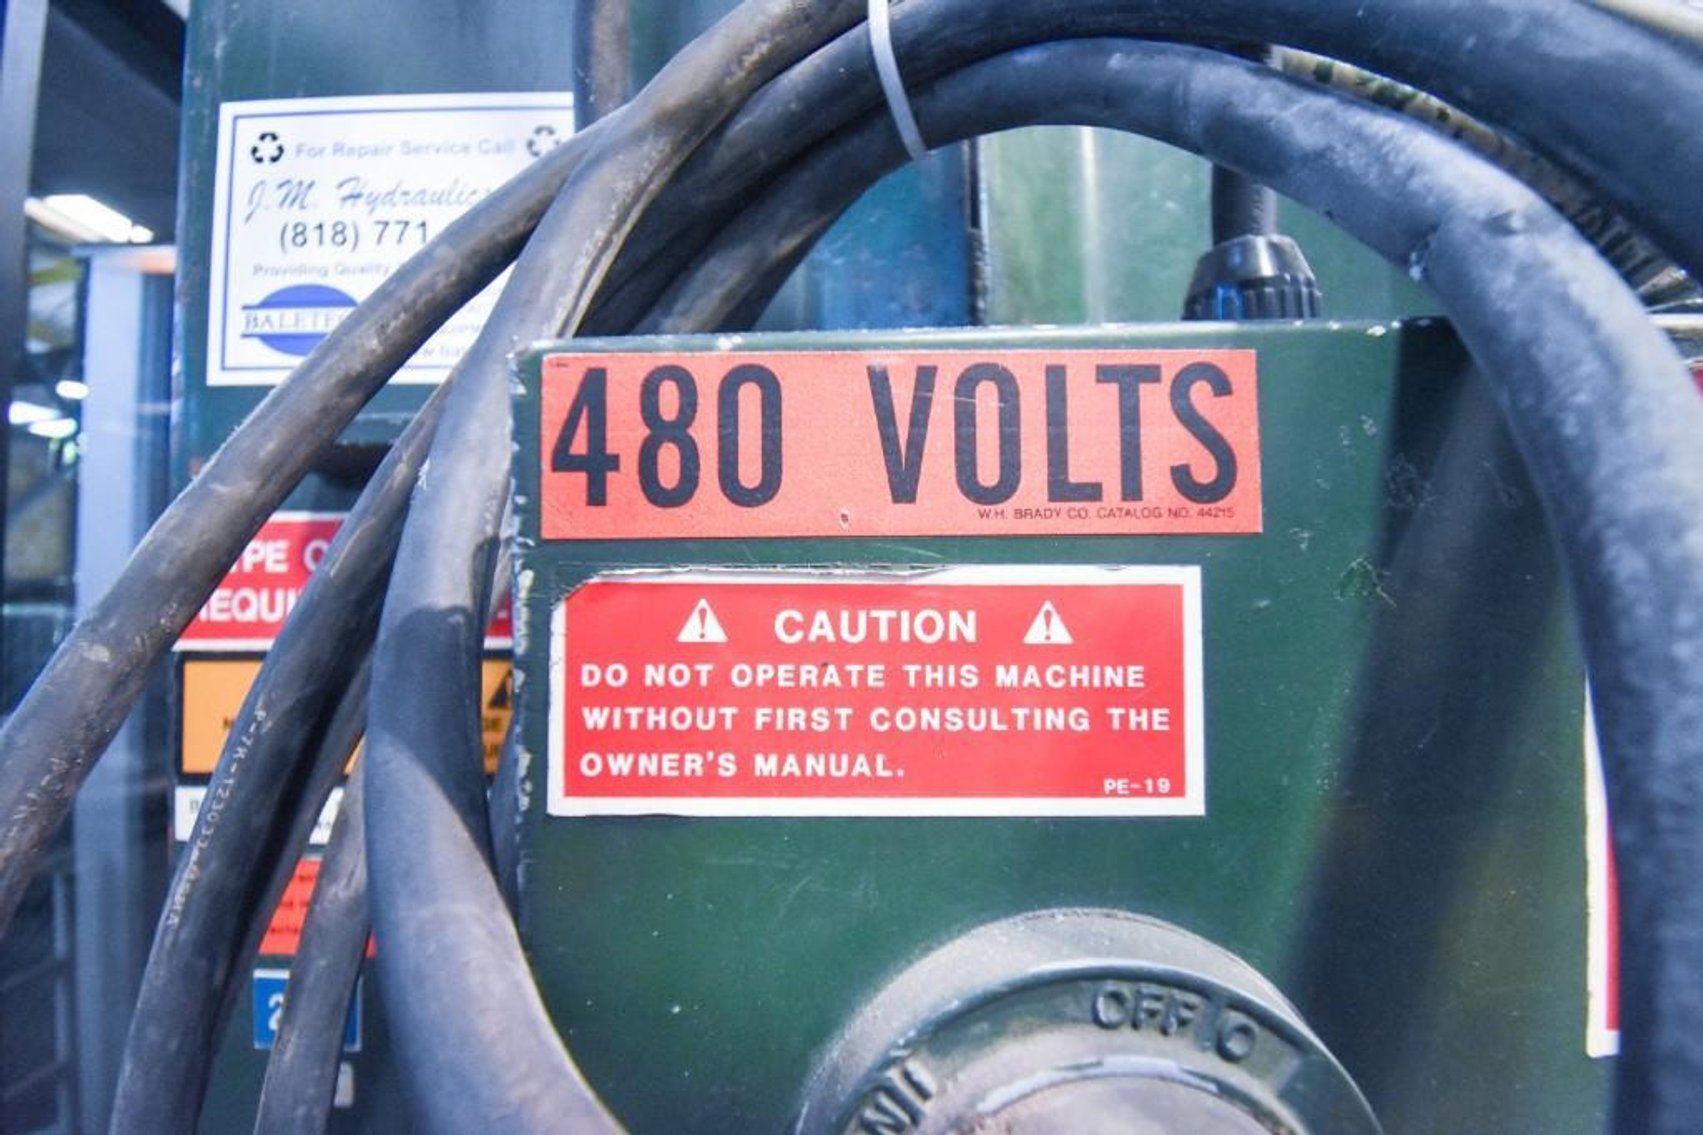 For Repair Service Call
J.M. Hydraulic
(818) 771
Providing Quality
BALETE
480 VOLTS
W.H. BRADY CO. CATALOG NO. 44215
CAUTION
DO NOT OPERATE THIS MACHINE
WITHOUT FIRST CONSULTING THE
OWNER'S MANUAL.
PE-19
OFF O